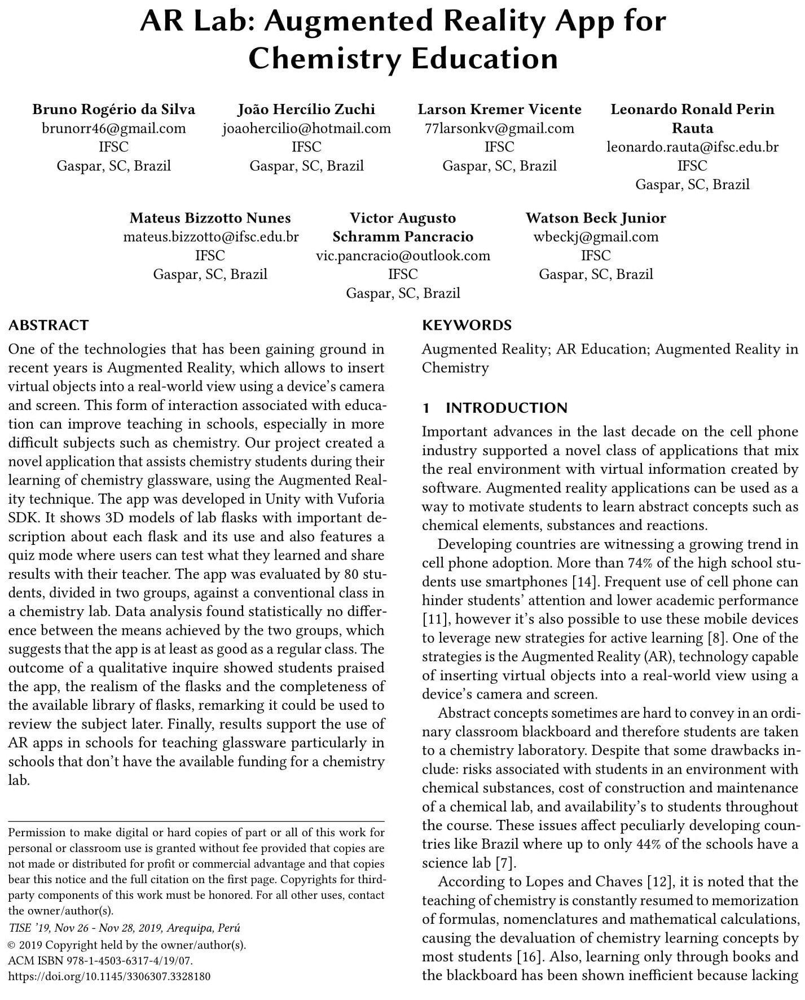 AR Lab: Augmented Reality App for
Chemistry Education
Bruno Rogério da Silva
brunorr46@gmail.com
IFSC
Gaspar, SC, Brazil
João Hercílio Zuchi
joaohercilio@hotmail.com
IFSC
Gaspar, SC, Brazil
Larson Kremer Vicente
77larsonkv@gmail.com
IFSC
Gaspar, SC, Brazil
Leonardo Ronald Perin
Rauta
leonardo.rauta@ifsc.edu.br
IFSC
Gaspar, SC, Brazil
Mateus Bizzotto Nunes
mateus.bizzotto@ifsc.edu.br
IFSC
Gaspar, SC, Brazil
Victor Augusto
Schramm Pancracio
vic.pancracio@outlook.com
IFSC
Gaspar, SC, Brazil
Watson Beck Junior
wbeckj@gmail.com
IFSC
Gaspar, SC, Brazil
ABSTRACT
One of the technologies that has been gaining ground in
recent years is Augmented Reality, which allows to insert
virtual objects into a real-world view using a device's camera
and screen. This form of interaction associated with educa-
tion can improve teaching in schools, especially in more
difficult subjects such as chemistry. Our project created a
novel application that assists chemistry students during their
learning of chemistry glassware, using the Augmented Real-
ity technique. The app was developed in Unity with Vuforia
SDK. It shows 3D models of lab flasks with important de-
scription about each flask and its use and also features a
quiz mode where users can test what they learned and share
results with their teacher. The app was evaluated by 80 stu-
dents, divided in two groups, against a conventional class in
a chemistry lab. Data analysis found statistically no differ-
ence between the means achieved by the two groups, which
suggests that the app is at least as good as a regular class. The
outcome of a qualitative inquire showed students praised
the app, the realism of the flasks and the completeness of
the available library of flasks, remarking it could be used to
review the subject later. Finally, results support the use of
AR apps in schools for teaching glassware particularly in
schools that don't have the available funding for a chemistry
lab.
Permission to make digital or hard copies of part or all of this work for
personal or classroom use is granted without fee provided that copies are
not made or distributed for profit or commercial advantage and that copies
bear this notice and the full citation on the first page. Copyrights for third-
party components of this work must be honored. For all other uses, contact
the owner/author(s).
TISE '19, Nov 26 - Nov 28, 2019, Arequipa, Perú
© 2019 Copyright held by the owner/author(s).
ACM ISBN 978-1-4503-6317-4/19/07.
https://doi.org/10.1145/3306307.3328180
KEYWORDS
Augmented Reality; AR Education; Augmented Reality in
Chemistry
1 INTRODUCTION
Important advances in the last decade on the cell phone
industry supported a novel class of applications that mix
the real environment with virtual information created by
software. Augmented reality applications can be used as a
way to motivate students to learn abstract concepts such as
chemical elements, substances and reactions.
Developing countries are witnessing a growing trend in
cell phone adoption. More than 74% of the high school stu-
dents use smartphones [14]. Frequent use of cell phone can
hinder students' attention and lower academic performance
[11], however it's also possible to use these mobile devices
to leverage new strategies for active learning [8]. One of the
strategies is the Augmented Reality (AR), technology capable
of inserting virtual objects into a real-world view using a
device's camera and screen.
Abstract concepts sometimes are hard to convey in an ordi-
nary classroom blackboard and therefore students are taken
to a chemistry laboratory. Despite that some drawbacks in-
clude: risks associated with students in an environment with
chemical substances, cost of construction and maintenance
of a chemical lab, and availability's to students throughout
the course. These issues affect peculiarly developing coun-
tries like Brazil where up to only 44% of the schools have a
science lab [7].
According to Lopes and Chaves [12], it is noted that the
teaching of chemistry is constantly resumed to memorization
of formulas, nomenclatures and mathematical calculations,
causing the devaluation of chemistry learning concepts by
most students [16]. Also, learning only through books and
the blackboard has been shown inefficient because lacking